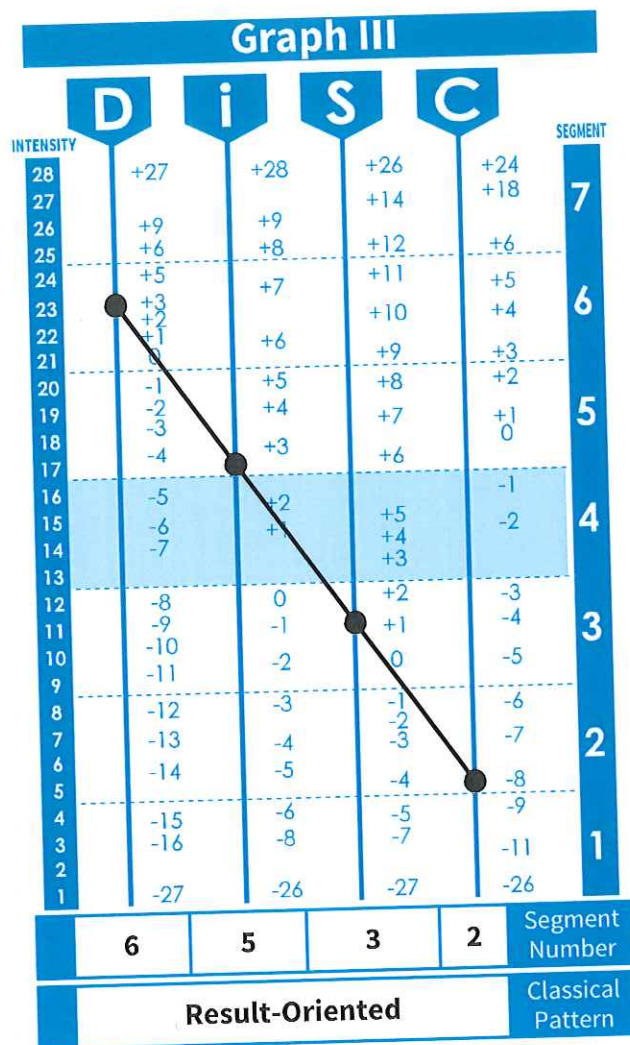 Graph III
D i S C
INTENSITY SEGMENT
28 +27 +28 +26 +24
27 +14 +18 7
26 +9 +9
25 +6 +8 +12 +6
24 +5 +7 +11 +5
23 +3 +10 +4 6
+2
22 +1 +6
21 0 +9 +3
20 -1 +5 +8 +2
19 -2 +4 +7 +1 5
18 -3 +3 0
17 -4 +6
16 -5 +2 -1
15 -6 +1 +5 -2 4
14 -7 +4
13 +3
12 -8 0 +2 -3
11 -9 -1 +1 -4 3
10 -10 -2 0 -5
9 -11
8 -12 -3 -1 -6
-2
7 -13 -4 -3 -7 2
6 -14 -5
5 -4 -8
4 -15 -6 -5 -9
3 -16 -8 -7 -11 1
2
1 -27 -26 -27 -26
6 5 3 2 Segment
Number
Result-Oriented Classical
Pattern